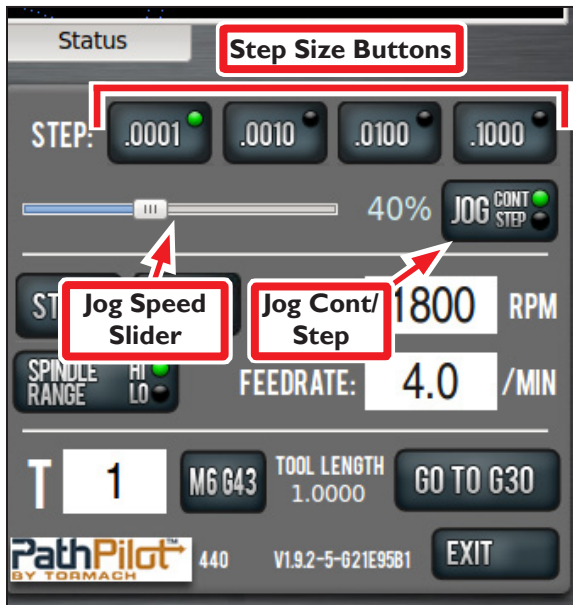 Status
Step Size Buttons
STEP: .0001 .0010 .0100 .1000
40% JOG CONT STEP
Jog Speed Slider
Jog Cont/ Step
1800 RPM
SPINDLE RANGE HI LO
FEEDRATE: 4.0 /MIN
T 1 M6 G43 TOOL LENGTH 1.0000 GO TO G30
PathPilot™ BY TORMACH 440 V1.9.2-5-G21E95B1 EXIT